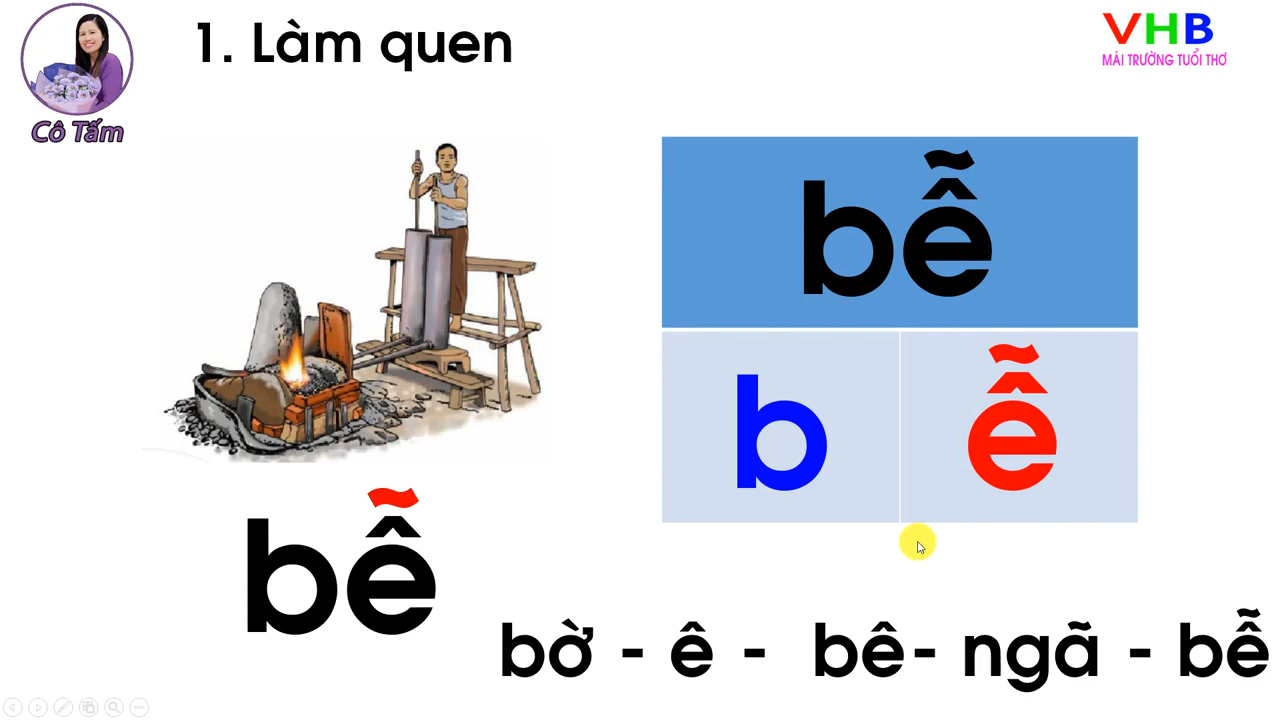 1. Làm quen
VHB
MÁI TRƯỜNG TUỔI THƠ
Cô Tấm
bễ
b ễ
bễ
bờ - ê - bê- ngã - bễ